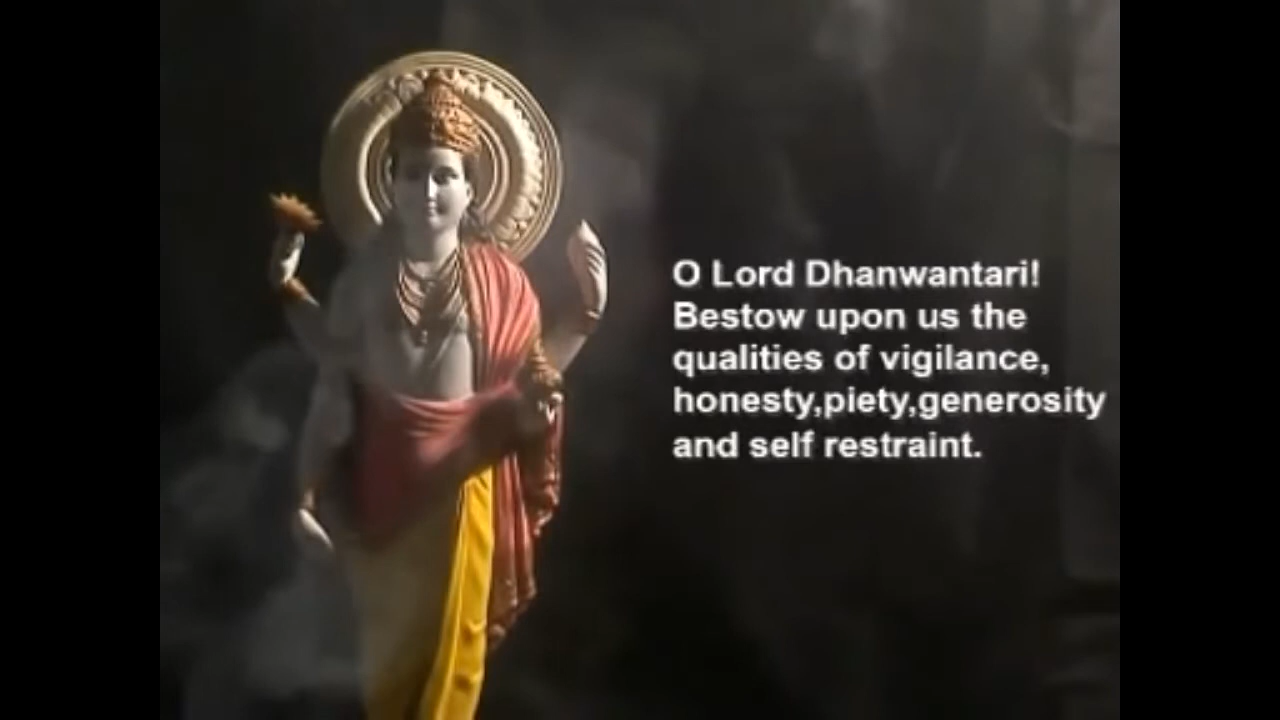 O Lord Dhanwantari!
Bestow upon us the
qualities of vigilance,
honesty,piety,generosity
and self restraint.